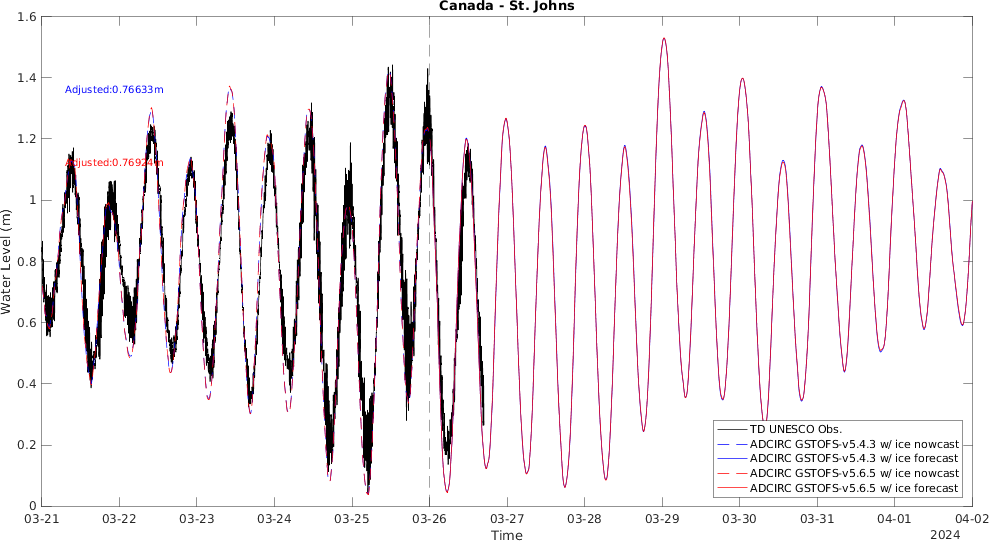 Canada - St. Johns
Water Level (m)
1.6
1.4
1.2
1
0.8
0.6
0.4
0.2
0
Adjusted:0.76633m
Adjusted:0.76924m
TD UNESCO Obs.
ADCIRC GSTOFS-v5.4.3 w/ ice nowcast
ADCIRC GSTOFS-v5.4.3 w/ ice forecast
ADCIRC GSTOFS-v5.6.5 w/ ice nowcast
ADCIRC GSTOFS-v5.6.5 w/ ice forecast
03-21 03-22 03-23 03-24 03-25 03-26 03-27 03-28 03-29 03-30 03-31 04-01 04-02
Time
2024